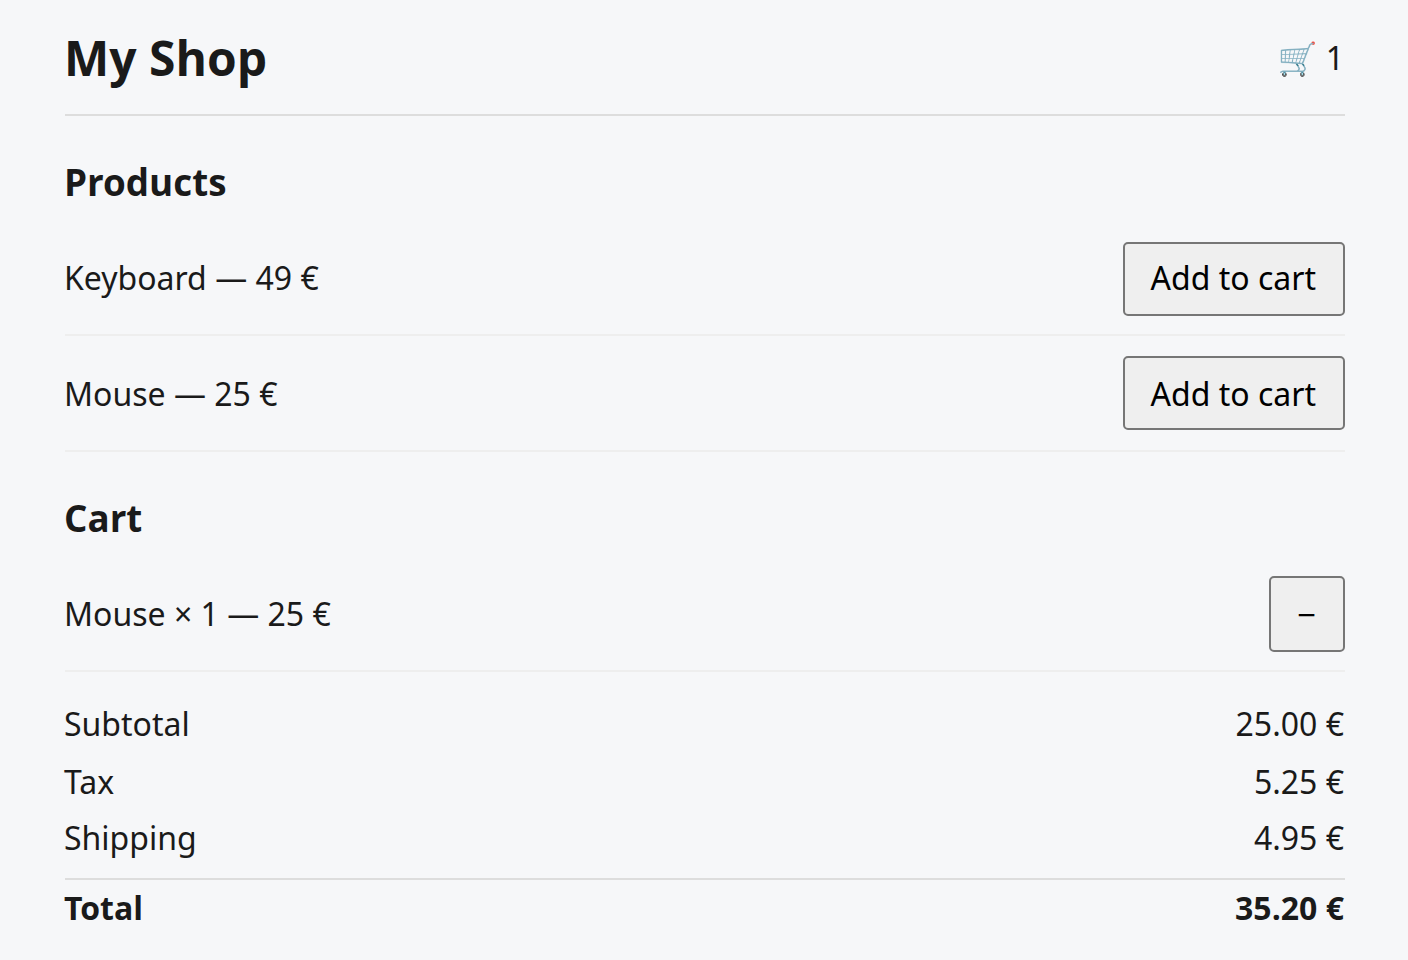 My Shop 🛒 1
Products
Keyboard — 49 € Add to cart
Mouse — 25 € Add to cart
Cart
Mouse × 1 — 25 € −
Subtotal 25.00 €
Tax 5.25 €
Shipping 4.95 €
Total 35.20 €